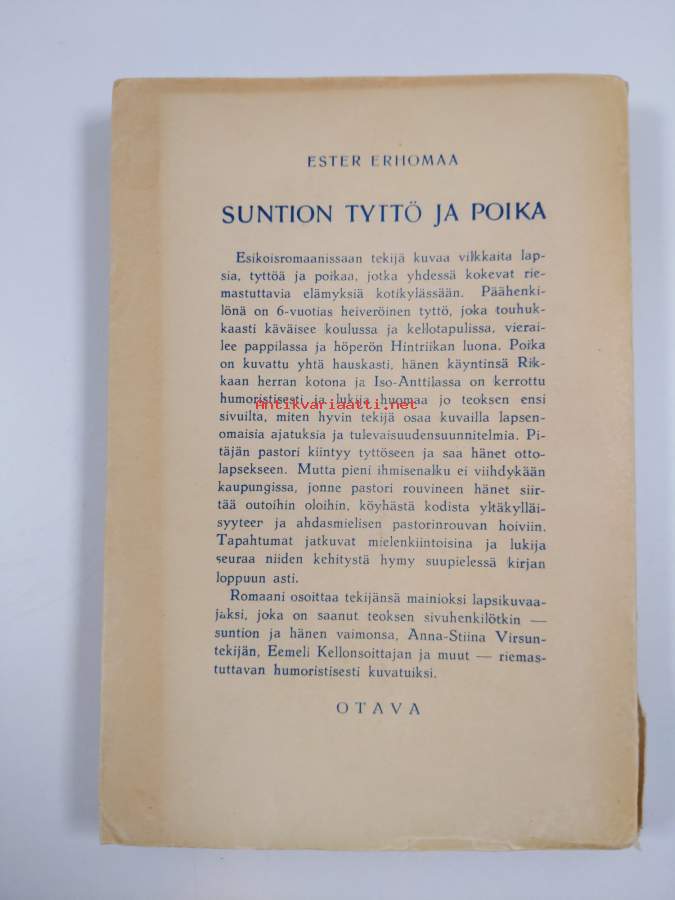 ESTER ERHOMAA
SUNTION TYTTÖ JA POIKA
Esikoisromaanissaan tekijä kuvaa vilkkaita lap-
sia, tyttöä ja poikaa, jotka yhdessä kokevat rie-
mastuttavia elämyksiä kotikylässään. Päähenki-
lönä on 6-vuotias heiveröinen tyttö, joka touhuk-
kaasti käväisee koulussa ja kellotapulissa, vierai-
lee pappilassa ja höperön Hintriikan luona. Poika
on kuvattu yhtä hauskasti, hänen käyntinsä Rik-
kaan herran kotona ja Iso-Anttilassa on kerrottu
humoristisesti ja lukija huomaa jo teoksen ensi
Antikvariaatti.net
sivuilta, miten hyvin tekijä osaa kuvailla lapsen-
omaisia ajatuksia ja tulevaisuudensuunnitelmia. Pi-
täjän pastori kiintyy tyttöseen ja saa hänet otto-
lapsekseen. Mutta pieni ihmisenalku ei viihdykään
kaupungissa, jonne pastori rouvineen hänet siir-
tää outoihin oloihin, köyhästä kodista yltäkylläi-
syyteer ja ahdasmielisen pastorinrouvan hoiviin.
Tapahtumat jatkuvat mielenkiintoisina ja lukija
seuraa niiden kehitystä hymy suupielessä kirjan
loppuun asti.
Romaani osoittaa tekijänsä mainioksi lapsikuvaa-
jaksi, joka on saanut teoksen sivuhenkilötkin —
suntion ja hänen vaimonsa, Anna-Stiina Virsun-
tekijän, Eemeli Kellonsoittajan ja muut — riemas-
tuttavan humoristisesti kuvatuiksi.
OTAVA